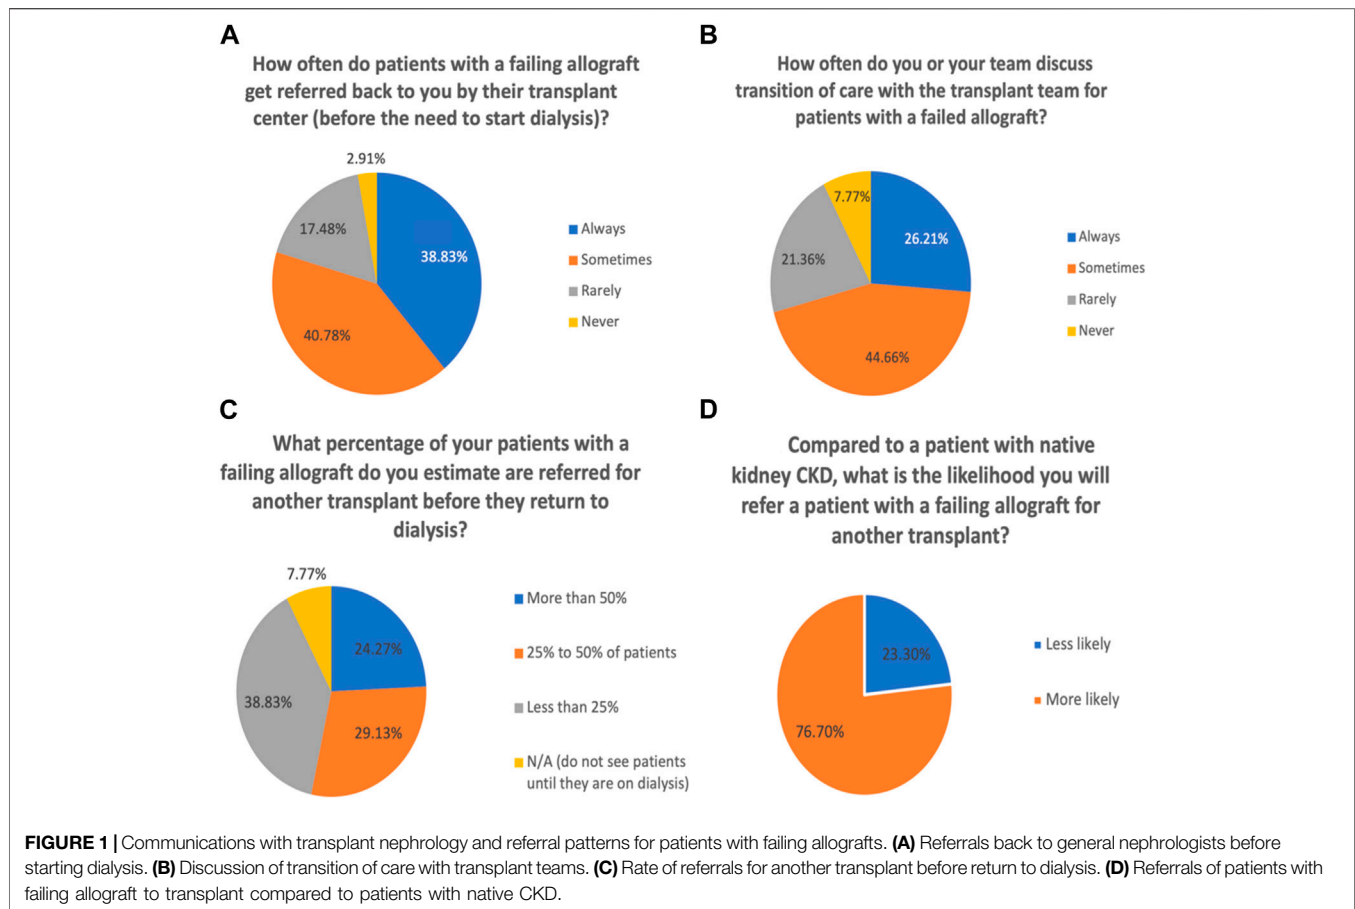 A
How often do patients with a failing allograft
get referred back to you by their transplant
center (before the need to start dialysis)?
2.91%
17.48%
38.83%
40.78%
Always
Sometimes
Rarely
Never
B
How often do you or your team discuss
transition of care with the transplant team for
patients with a failed allograft?
7.77%
26.21%
21.36%
44.66%
Always
Sometimes
Rarely
Never
C
What percentage of your patients with a
failing allograft do you estimate are referred for
another transplant before they return to
dialysis?
7.77%
24.27%
38.83%
29.13%
More than 50%
25% to 50% of patients
Less than 25%
N/A (do not see patients
until they are on dialysis)
D
Compared to a patient with native
kidney CKD, what is the likelihood you will
refer a patient with a failing allograft for
another transplant?
23.30%
76.70%
Less likely
More likely
FIGURE 1 | Communications with transplant nephrology and referral patterns for patients with failing allografts. (A) Referrals back to general nephrologists before
starting dialysis. (B) Discussion of transition of care with transplant teams. (C) Rate of referrals for another transplant before return to dialysis. (D) Referrals of patients with
failing allograft to transplant compared to patients with native CKD.